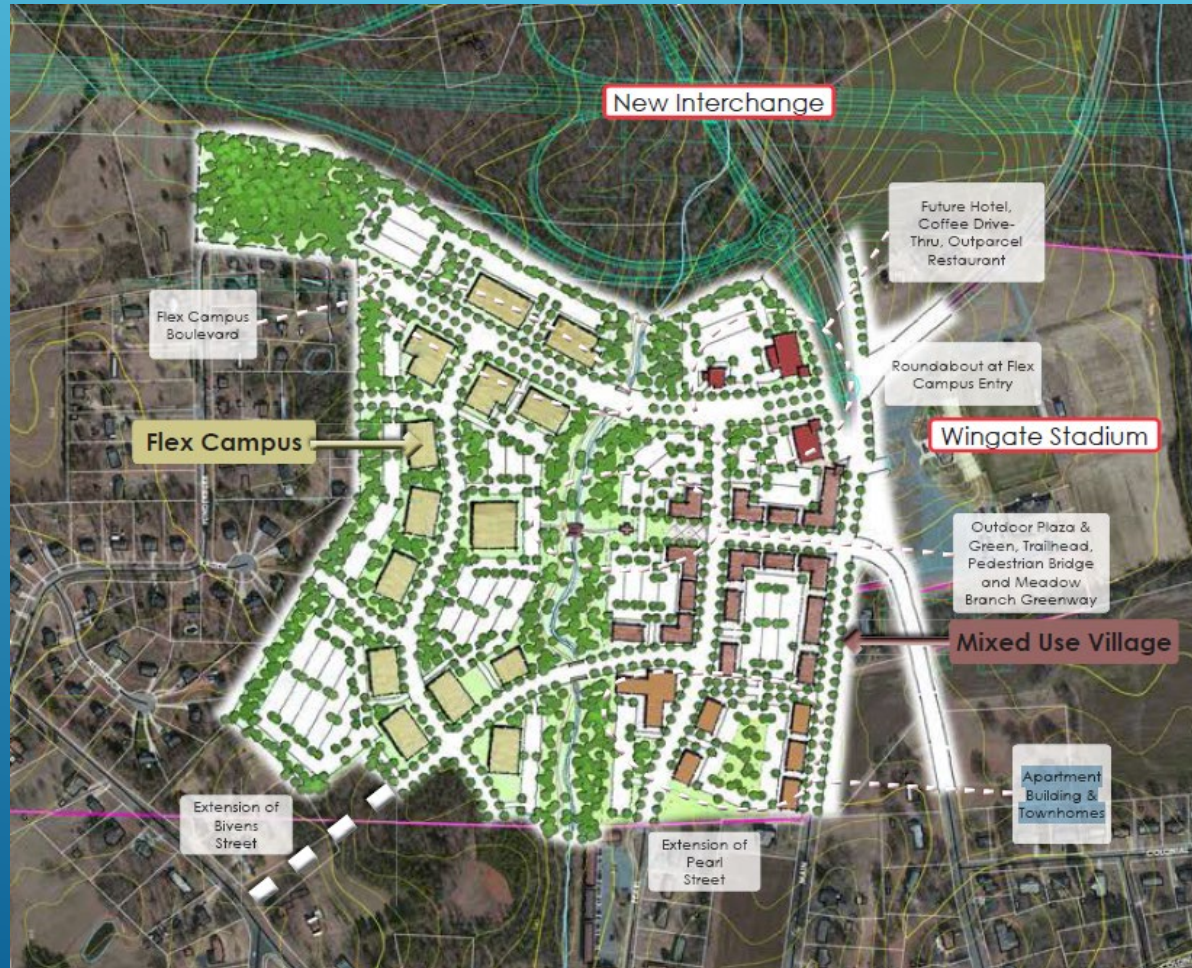 New Interchange
Future Hotel,
Coffee Drive-
Thru, Outparcel
Restaurant
Flex Campus
Boulevard
Roundabout at Flex
Campus Entry
Flex Campus
Wingate Stadium
Outdoor Plaza &
Green, Trailhead,
Pedestrian Bridge
and Meadow
Branch Greenway
Mixed Use Village
Apartment
Building &
Townhomes
Extension of
Bivens
Street
Extension of
Pearl
Street
MAIN
COLONIAL